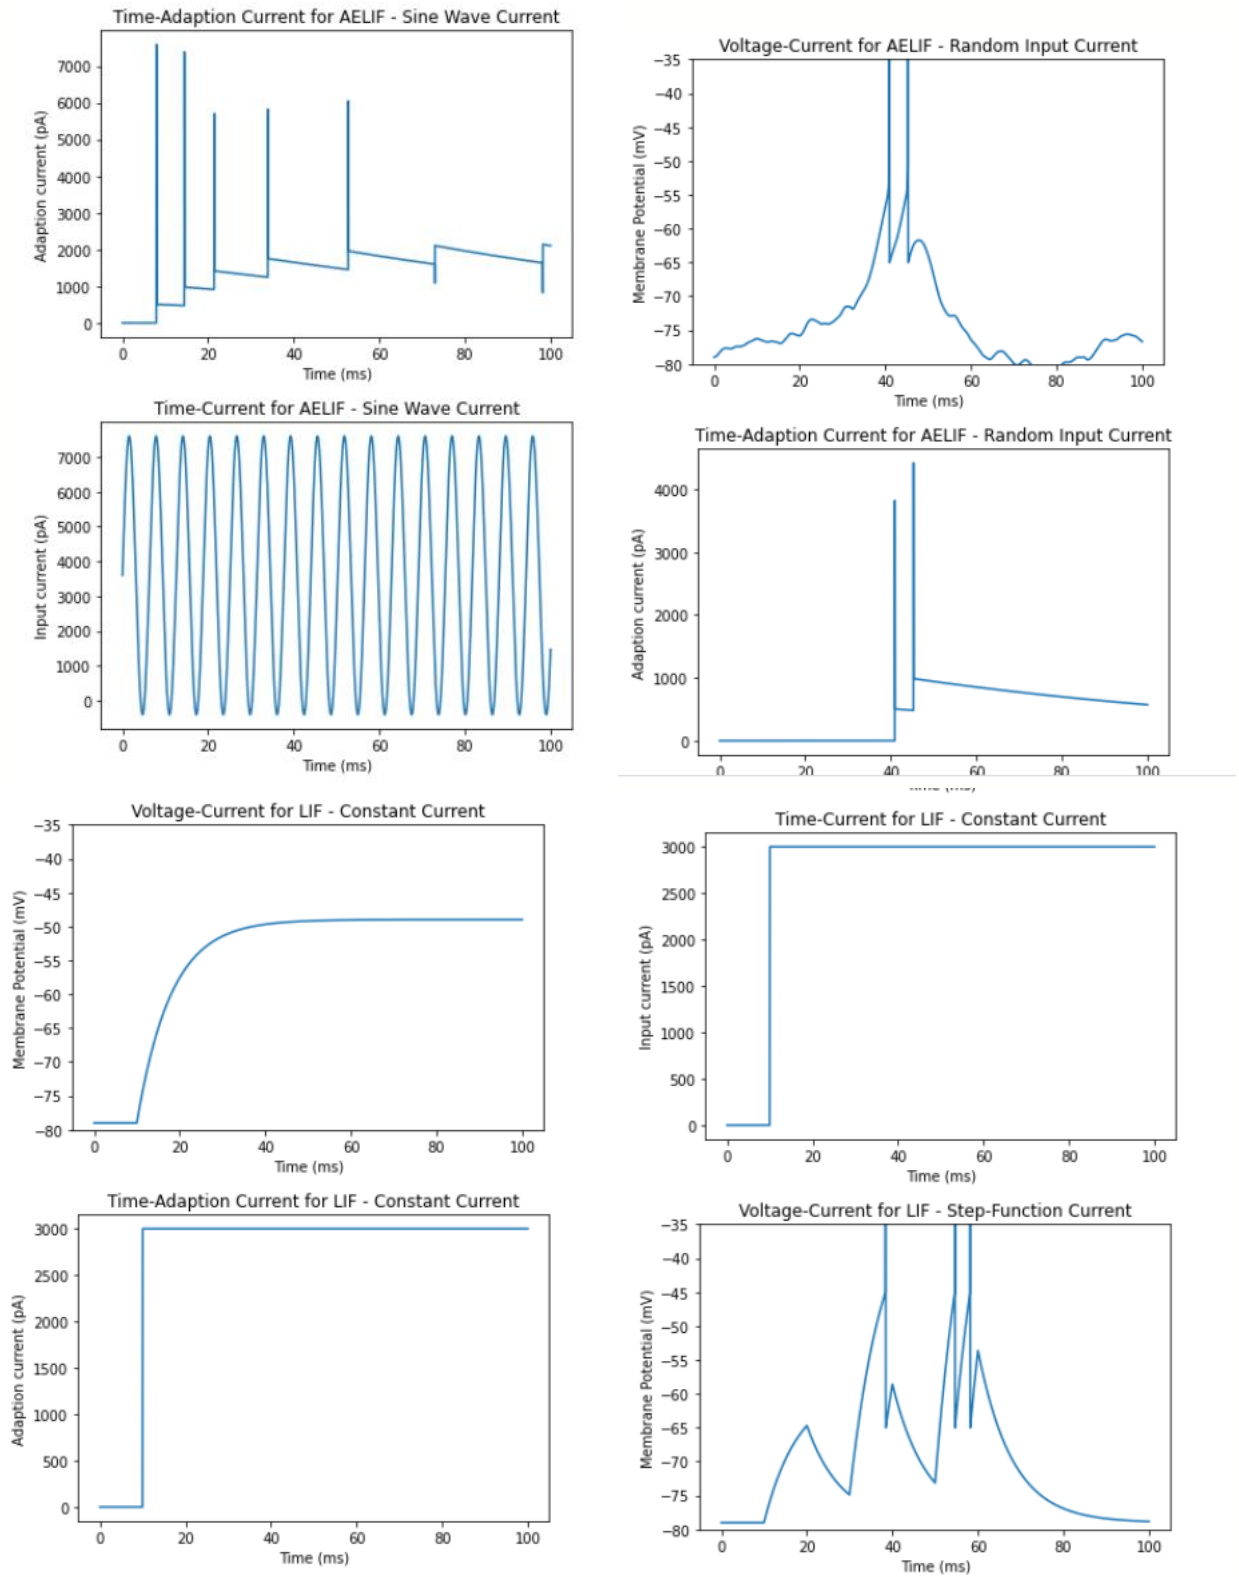 Time-Adaption Current for AELIF - Sine Wave Current
Adaption current (pA)
7000
6000
5000
4000
3000
2000
1000
0
0 20 40 60 80 100
Time (ms)
Voltage-Current for AELIF - Random Input Current
Membrane Potential (mV)
−35
−40
−45
−50
−55
−60
−65
−70
−75
−80
0 20 40 60 80 100
Time (ms)
Time-Current for AELIF - Sine Wave Current
Input current (pA)
7000
6000
5000
4000
3000
2000
1000
0
0 20 40 60 80 100
Time (ms)
Time-Adaption Current for AELIF - Random Input Current
Adaption current (pA)
4000
3000
2000
1000
0
0 20 40 60 80 100
Voltage-Current for LIF - Constant Current
Membrane Potential (mV)
−35
−40
−45
−50
−55
−60
−65
−70
−75
−80
0 20 40 60 80 100
Time (ms)
Time-Current for LIF - Constant Current
Input current (pA)
3000
2500
2000
1500
1000
500
0
0 20 40 60 80 100
Time (ms)
Time-Adaption Current for LIF - Constant Current
Adaption current (pA)
3000
2500
2000
1500
1000
500
0
0 20 40 60 80 100
Time (ms)
Voltage-Current for LIF - Step-Function Current
Membrane Potential (mV)
−35
−40
−45
−50
−55
−60
−65
−70
−75
−80
0 20 40 60 80 100
Time (ms)